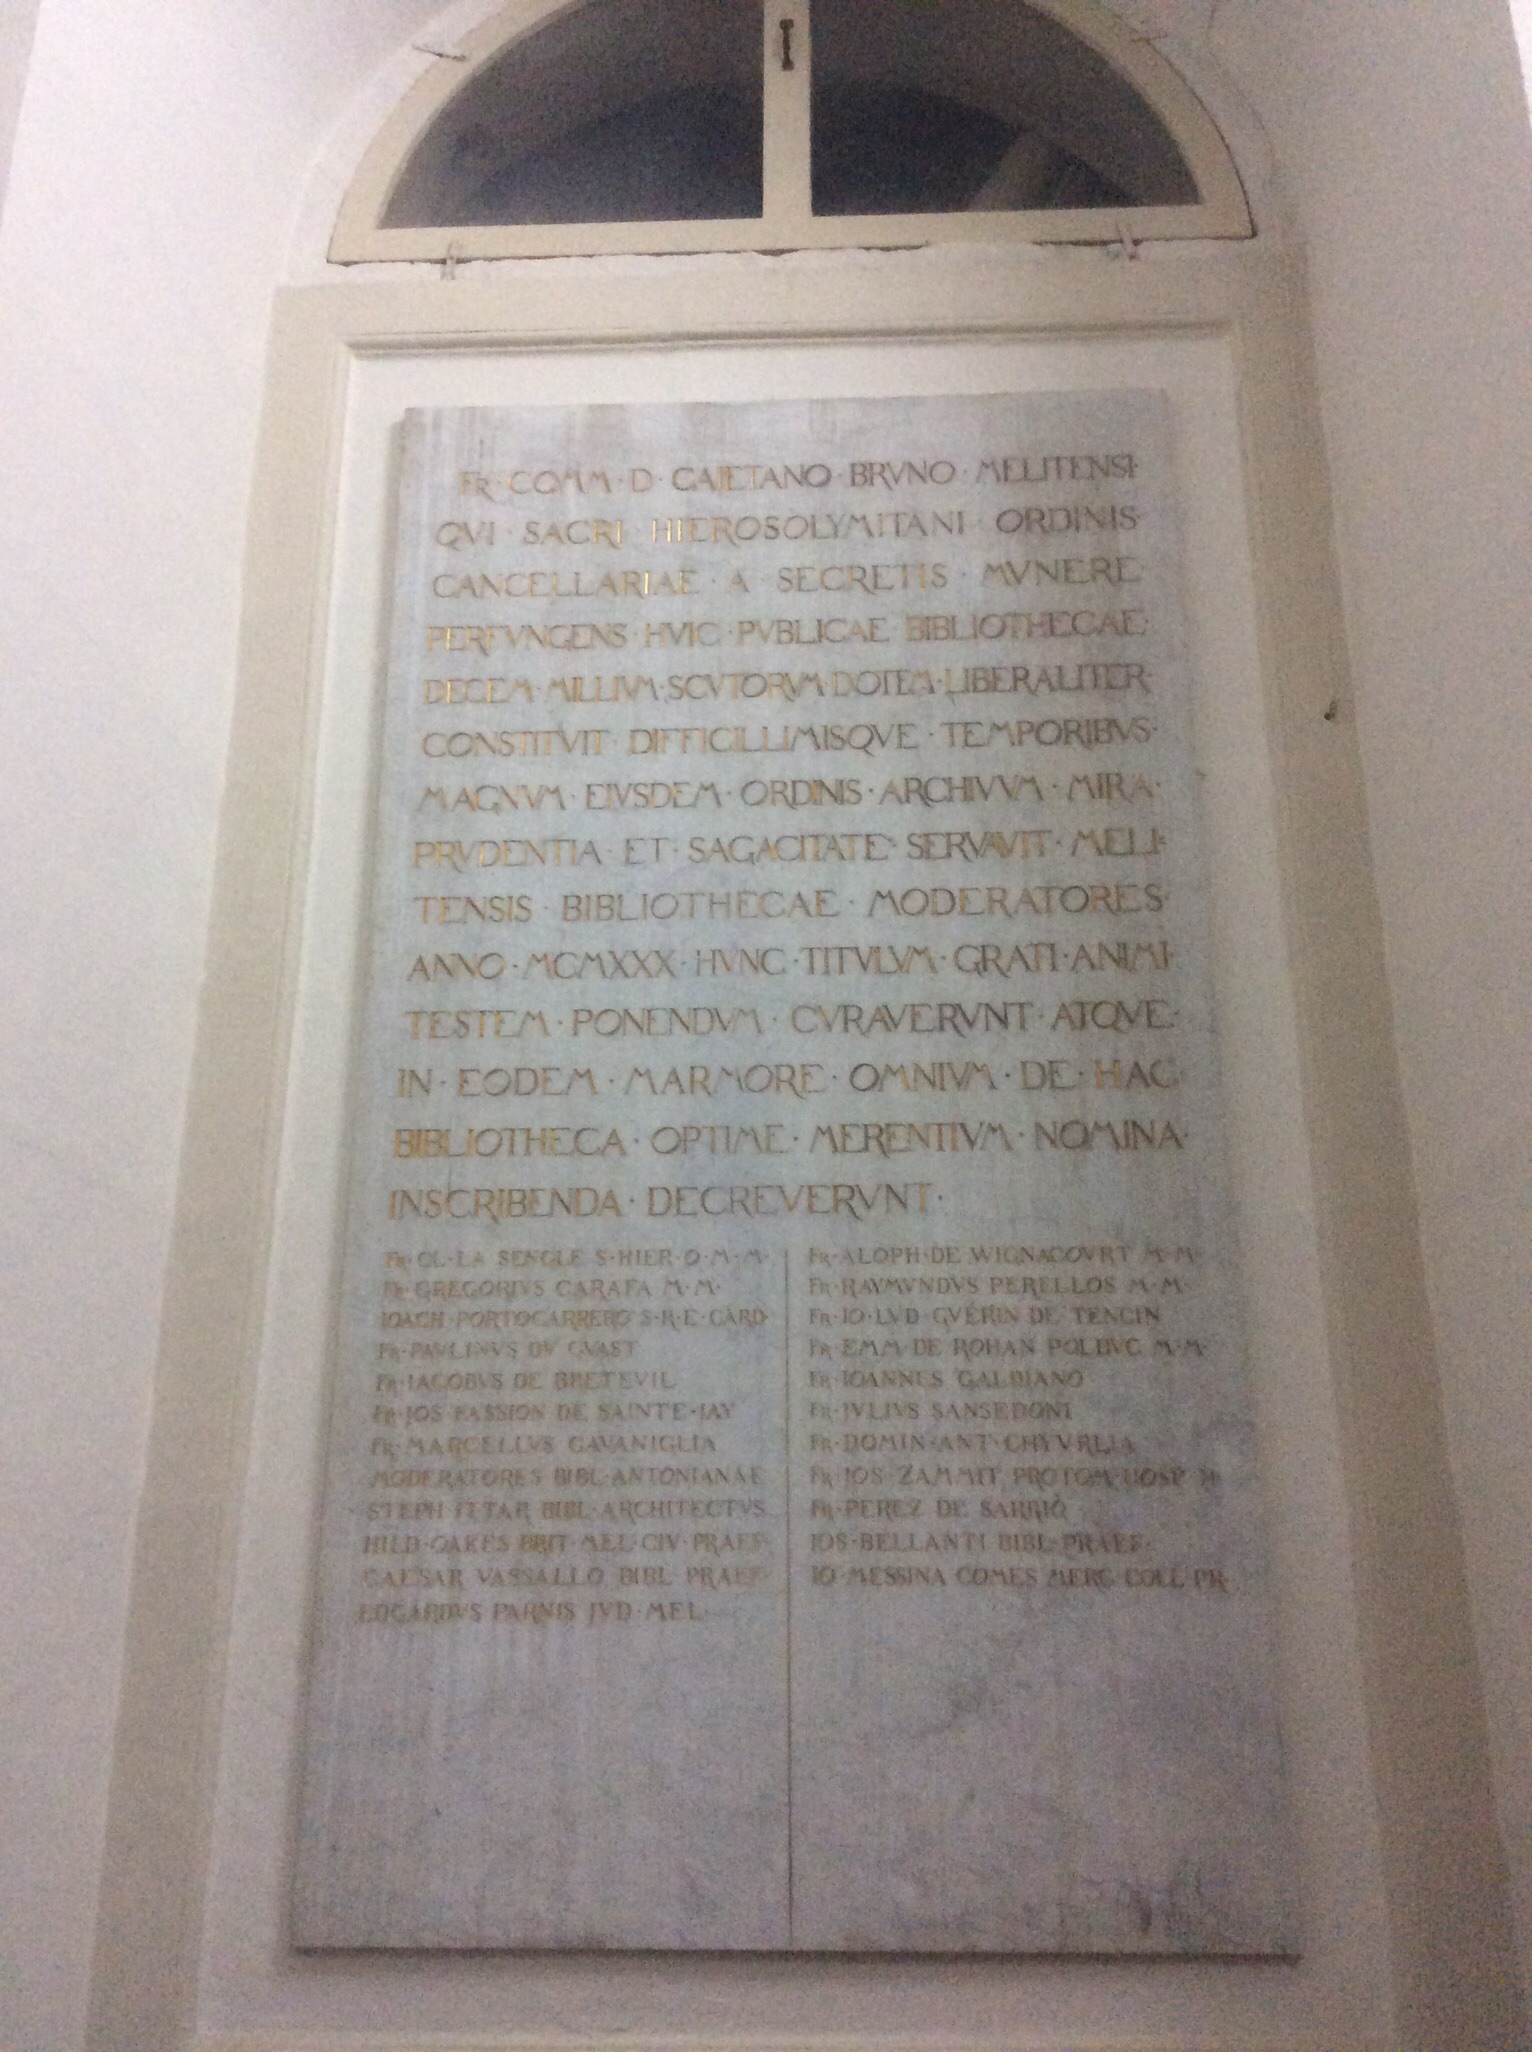 FR · COMM · D · CAIETANO · BRVNO · MELITENSI ·
QVI · SACRI HIEROSOLYMITANI ORDINIS
CANCELLARIAE · A · SECRETIS · MVNERE
PERFVNGENS · HVIC · PVBLICAE BIBLIOTHECAE ·
DECEM · MILLIVM · SCVTORVM · DOTEM · LIBERALITER ·
CONSTITVIT · DIFFICILLIMISQVE · TEMPORIBVS ·
MAGNVM · EIVSDEM · ORDINIS · ARCHIVVM · MIRA ·
PRVDENTIA · ET · SAGACITATE · SERVAVIT · MELI-
TENSIS · BIBLIOTHECAE · MODERATORES ·
ANNO · MCMXXX · HVNC · TITVLVM · GRATI · ANIMI
TESTEM · PONENDVM · CVRAVERVNT · ATQVE ·
IN · EODEM · MARMORE · OMNIVM · DE · HAC ·
BIBLIOTHECA · OPTIME · MERENTIVM · NOMINA ·
INSCRIBENDA · DECREVERVNT ·
FR · CL · LA SENGLE S · HIER · O · M · M ·
FR · GREGORIVS CARAFA M · M ·
IOACH · PORTOCARRERO S · R · E · CARD ·
FR · PAVLINVS DV GVAST
FR · IACOBVS DE BRETEVIL
FR · JOS PASSION DE SAINTE-JAY
FR · MARCELLVS CAVANIGLIA
MODERATORES BIBL · ANTONIANAE
STEPH · ITTAR BIBL · ARCHITECTVS
HILD · OAKES BRIT · MEL · CIV · PRAEF ·
CAESAR VASSALLO BIBL PRAEF
EDGARDVS PARNIS JVD · MEL ·
FR · ALOPH · DE WIGNACOVRT M · M ·
FR · RAYMVNDVS PERELLOS M · M ·
FR · IO · LVD GVERIN DE TENCIN
FR EMM DE ROHAN POLDVC M · M ·
FR · IOANNES GALDIANO
FR · JVLIVS SANSEDONI
FR · DOMIN · ANT · CHYVRLIA
FR · IOS · ZAMMIT PROTOM · HOSP H
FR · PEREZ DE SARRIÒ
IOS · BELLANTI BIBL · PRAEF ·
IO · MESSINA COMES MERC COLL PR